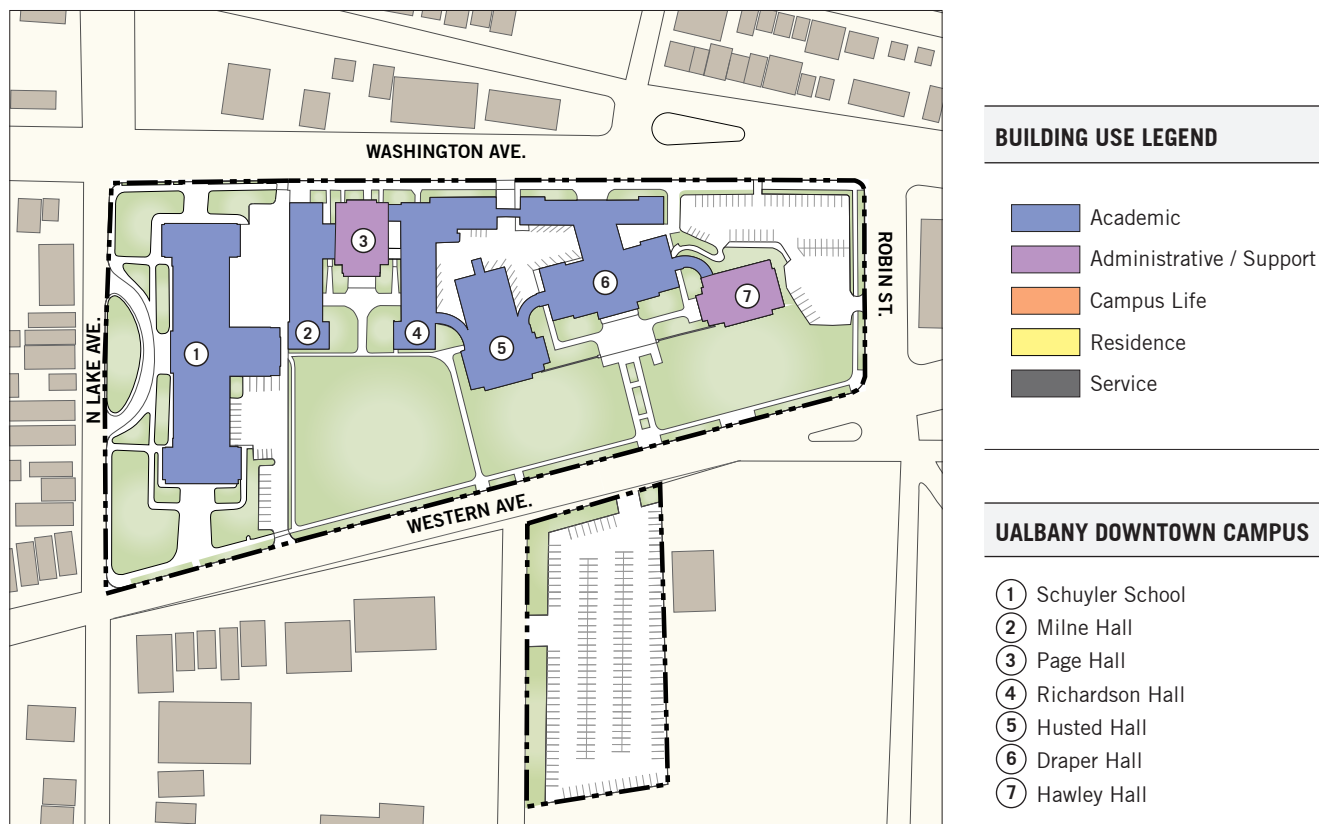 WASHINGTON AVE.
N LAKE AVE.
ROBIN ST.
WESTERN AVE.
1
2
3
4
5
6
7
BUILDING USE LEGEND
Academic
Administrative / Support
Campus Life
Residence
Service
UALBANY DOWNTOWN CAMPUS
1 Schuyler School
2 Milne Hall
3 Page Hall
4 Richardson Hall
5 Husted Hall
6 Draper Hall
7 Hawley Hall